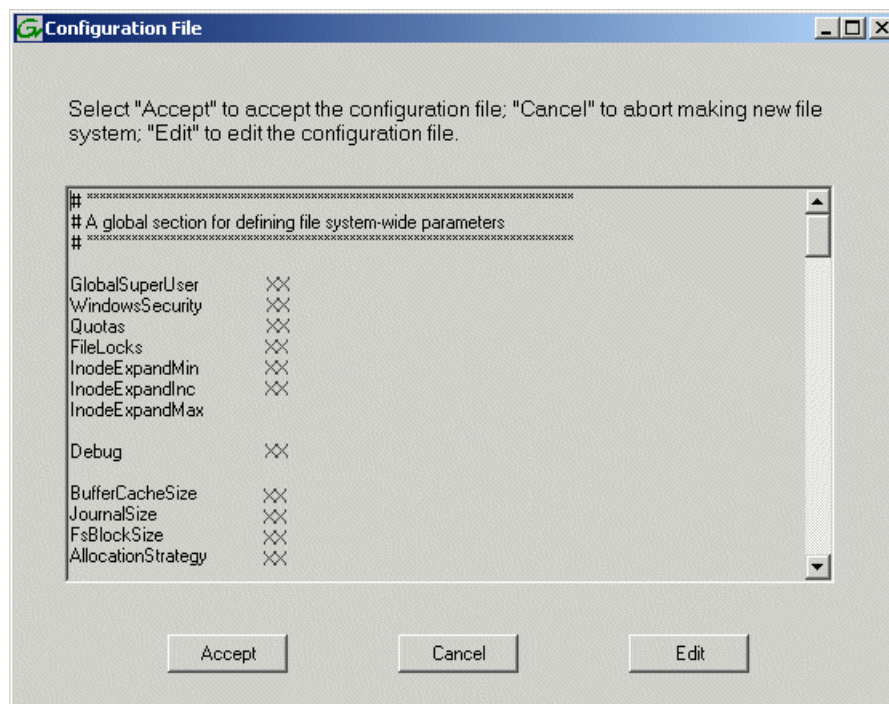 Configuration File
Select "Accept" to accept the configuration file; "Cancel" to abort making new file
system; "Edit" to edit the configuration file.
# ******************************************************************************
# A global section for defining file system-wide parameters
# ******************************************************************************
GlobalSuperUser XX
WindowsSecurity XX
Quotas XX
FileLocks XX
InodeExpandMin XX
InodeExpandInc XX
InodeExpandMax
Debug XX
BufferCacheSize XX
JournalSize XX
FsBlockSize XX
AllocationStrategy XX
Accept Cancel Edit